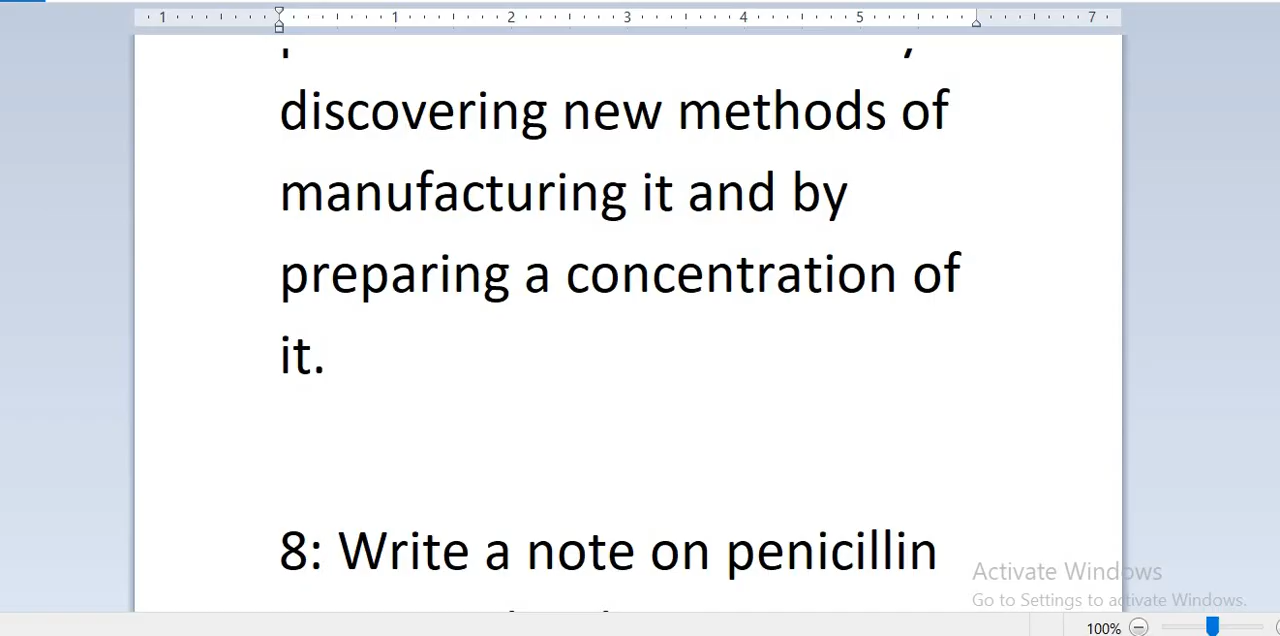 1 1 2 3 4 5 7
discovering new methods of
manufacturing it and by
preparing a concentration of
it.
8: Write a note on penicillin
Activate Windows
Go to Settings to activate Windows.
100%